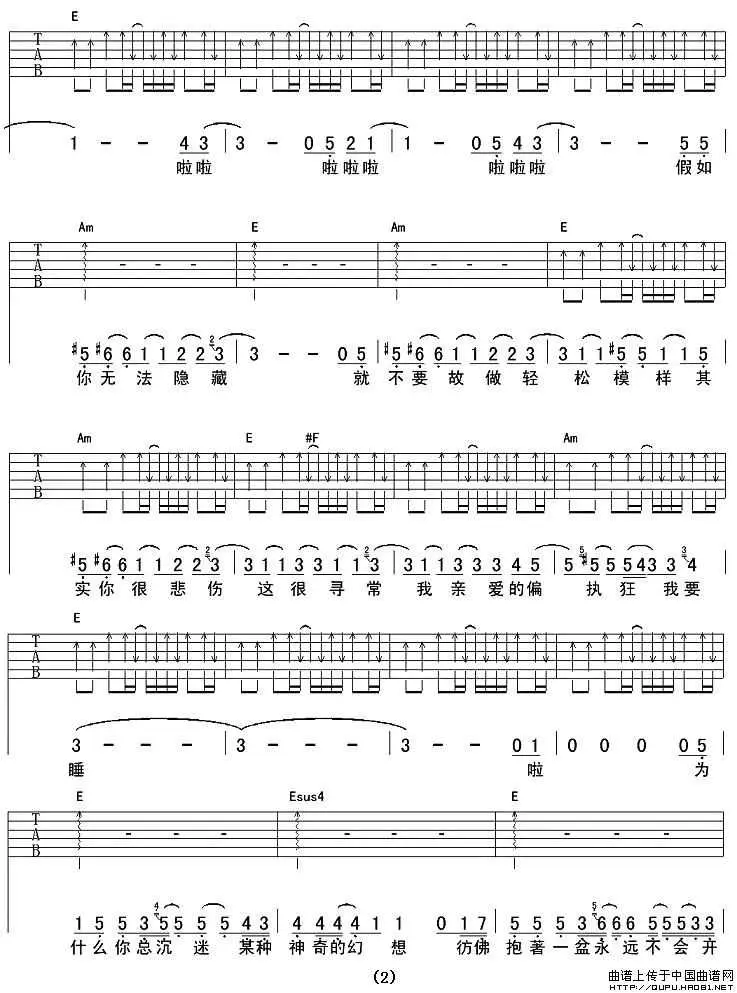 E
T A B
1 - - 4 3 | 3 - - 0 5 2 1 | 1 - - 0 5 4 3 | 3 - - 5 5
啦啦 啦啦啦 啦啦啦 假如
Am E Am E
T A B
#5 #6 6 1 1 2 2 2 3 | 3 - - 0 5 | #5 #6 6 1 1 2 2 3 | 3 1 1 #5 5 1 1 5
你无法隐藏 就不要故做轻松模样其
Am E #F Am
T A B
#5 #6 6 1 1 2 2 2 3 | 3 1 1 3 3 1 1 2 3 | 3 1 1 3 3 3 4 5 | 5 5 #5 5 5 5 4 3 3 3 4
实你很悲伤 这很寻常 我亲爱的偏执狂我要
E
T A B
3 - - - | 3 - - - | 3 - - 0 1 | 0 0 0 0 5
睡 啦 为
E Esus4 E
T A B
1 5 5 3 4 5 5 5 5 4 3 | 4 4 4 4 1 1 0 1 7 | 5 5 5 3 6 6 6 5 5 5 3 3
什么你总沉迷某种神奇的幻想 彷佛抱著一盆永远不会开
(2)
曲谱上传于中国曲谱网
HTTP://QUPU.HAO81.NET